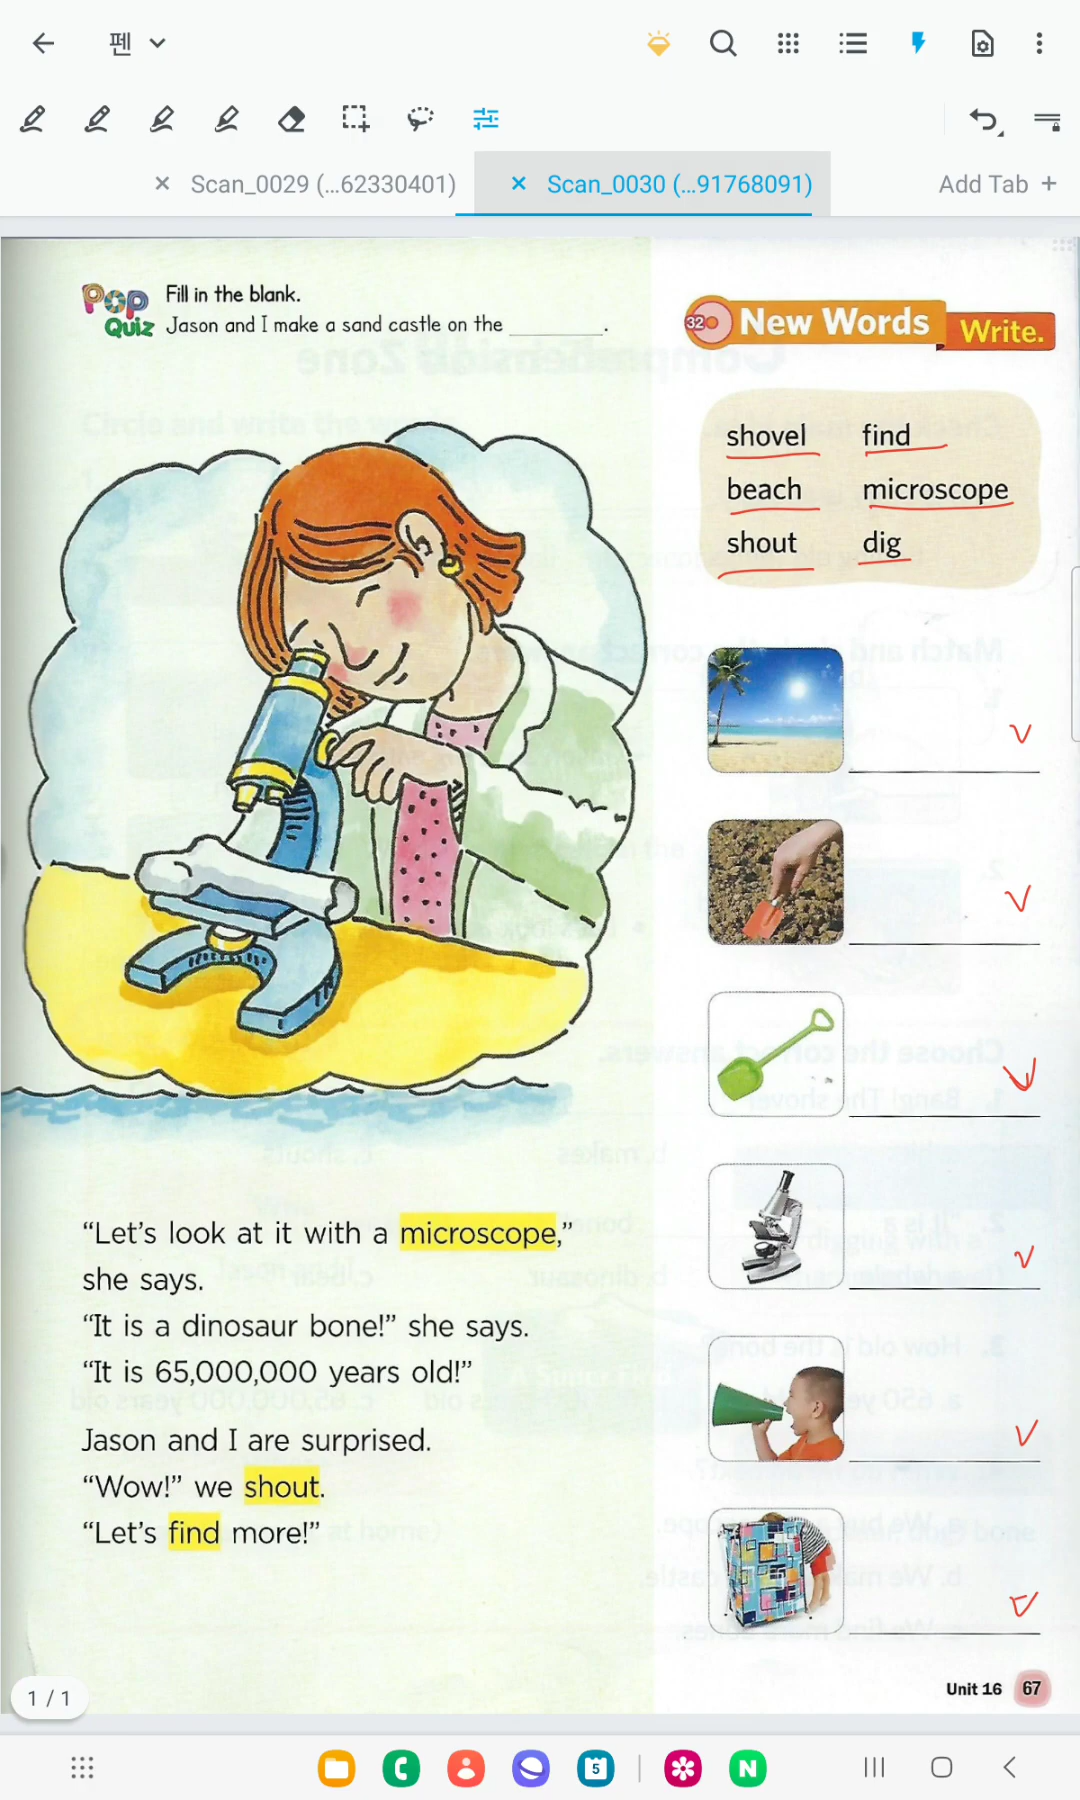 펜
Scan_0029 (...62330401)
Scan_0030 (...91768091)
Add Tab +
Pop Quiz
Fill in the blank.
Jason and I make a sand castle on the ________.
32
New Words
Write.
shovel find
beach microscope
shout dig
“Let’s look at it with a microscope,”
she says.
“It is a dinosaur bone!” she says.
“It is 65,000,000 years old!”
Jason and I are surprised.
“Wow!” we shout.
“Let’s find more!”
Unit 16 67
1 / 1
5
N